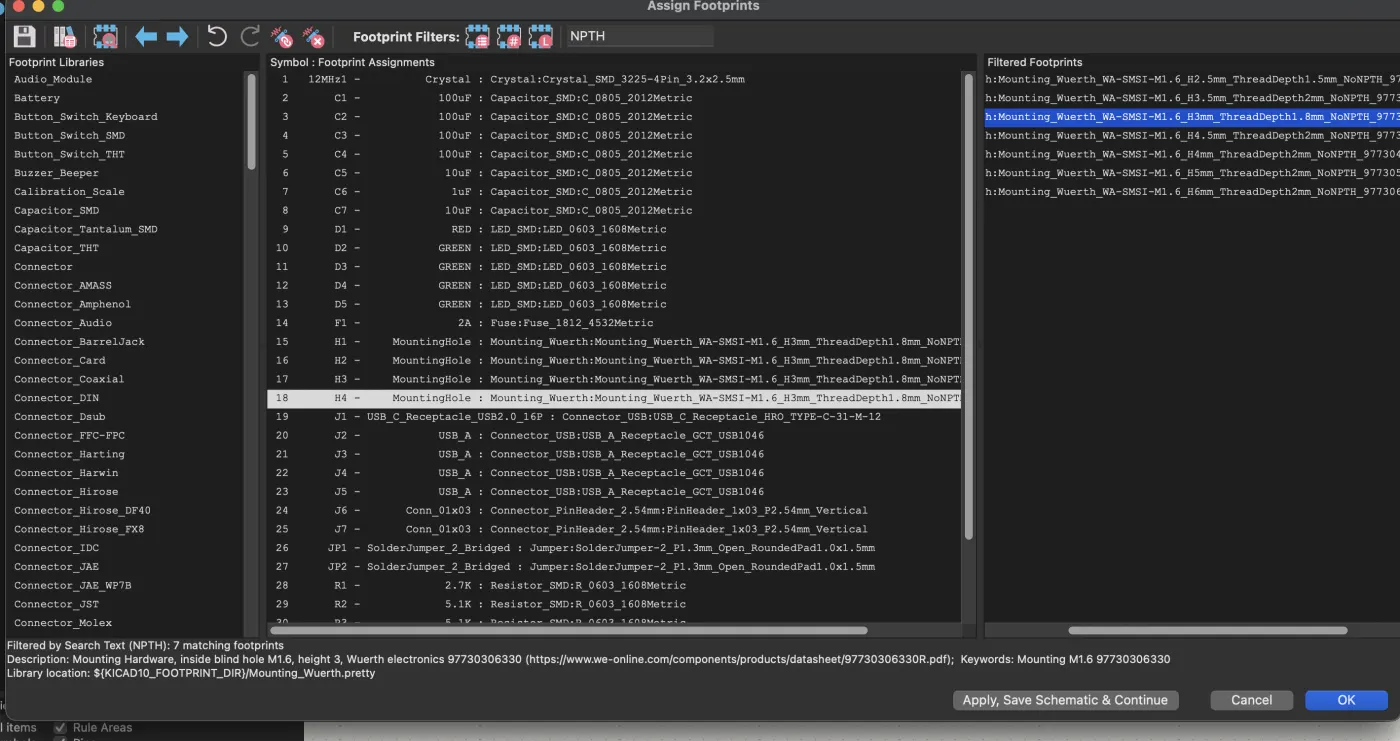 Assign Footprints
Footprint Filters: NPTH
Footprint Libraries
Audio_Module
Battery
Button_Switch_Keyboard
Button_Switch_SMD
Button_Switch_THT
Buzzer_Beeper
Calibration_Scale
Capacitor_SMD
Capacitor_Tantalum_SMD
Capacitor_THT
Connector
Connector_AMASS
Connector_Amphenol
Connector_Audio
Connector_BarrelJack
Connector_Card
Connector_Coaxial
Connector_DIN
Connector_Dsub
Connector_FFC-FPC
Connector_Harting
Connector_Harwin
Connector_Hirose
Connector_Hirose_DF40
Connector_Hirose_FX8
Connector_IDC
Connector_JAE
Connector_JAE_WP7B
Connector_JST
Connector_Molex
Symbol : Footprint Assignments
1 12MHz1 - Crystal : Crystal:Crystal_SMD_3225-4Pin_3.2x2.5mm
2 C1 - 100uF : Capacitor_SMD:C_0805_2012Metric
3 C2 - 100uF : Capacitor_SMD:C_0805_2012Metric
4 C3 - 100uF : Capacitor_SMD:C_0805_2012Metric
5 C4 - 100uF : Capacitor_SMD:C_0805_2012Metric
6 C5 - 10uF : Capacitor_SMD:C_0805_2012Metric
7 C6 - 1uF : Capacitor_SMD:C_0805_2012Metric
8 C7 - 10uF : Capacitor_SMD:C_0805_2012Metric
9 D1 - RED : LED_SMD:LED_0603_1608Metric
10 D2 - GREEN : LED_SMD:LED_0603_1608Metric
11 D3 - GREEN : LED_SMD:LED_0603_1608Metric
12 D4 - GREEN : LED_SMD:LED_0603_1608Metric
13 D5 - GREEN : LED_SMD:LED_0603_1608Metric
14 F1 - 2A : Fuse:Fuse_1812_4532Metric
15 H1 - MountingHole : Mounting_Wuerth:Mounting_Wuerth_WA-SMSI-M1.6_H3mm_ThreadDepth1.8mm_NoNPT
16 H2 - MountingHole : Mounting_Wuerth:Mounting_Wuerth_WA-SMSI-M1.6_H3mm_ThreadDepth1.8mm_NoNPT
17 H3 - MountingHole : Mounting_Wuerth:Mounting_Wuerth_WA-SMSI-M1.6_H3mm_ThreadDepth1.8mm_NoNPT
18 H4 - MountingHole : Mounting_Wuerth:Mounting_Wuerth_WA-SMSI-M1.6_H3mm_ThreadDepth1.8mm_NoNPT
19 J1 - USB_C_Receptacle_USB2.0_16P : Connector_USB:USB_C_Receptacle_HRO_TYPE-C-31-M-12
20 J2 - USB_A : Connector_USB:USB_A_Receptacle_GCT_USB1046
21 J3 - USB_A : Connector_USB:USB_A_Receptacle_GCT_USB1046
22 J4 - USB_A : Connector_USB:USB_A_Receptacle_GCT_USB1046
23 J5 - USB_A : Connector_USB:USB_A_Receptacle_GCT_USB1046
24 J6 - Conn_01x03 : Connector_PinHeader_2.54mm:PinHeader_1x03_P2.54mm_Vertical
25 J7 - Conn_01x03 : Connector_PinHeader_2.54mm:PinHeader_1x03_P2.54mm_Vertical
26 JP1 - SolderJumper_2_Bridged : Jumper:SolderJumper-2_P1.3mm_Open_RoundedPad1.0x1.5mm
27 JP2 - SolderJumper_2_Bridged : Jumper:SolderJumper-2_P1.3mm_Open_RoundedPad1.0x1.5mm
28 R1 - 2.7K : Resistor_SMD:R_0603_1608Metric
29 R2 - 5.1K : Resistor_SMD:R_0603_1608Metric
30 R3 - 5.1K : Resistor_SMD:R_0603_1608Metric
Filtered Footprints
h:Mounting_Wuerth_WA-SMSI-M1.6_H2.5mm_ThreadDepth1.5mm_NoNPTH_97
h:Mounting_Wuerth_WA-SMSI-M1.6_H3.5mm_ThreadDepth2mm_NoNPTH_9773
h:Mounting_Wuerth_WA-SMSI-M1.6_H3mm_ThreadDepth1.8mm_NoNPTH_9773
h:Mounting_Wuerth_WA-SMSI-M1.6_H4.5mm_ThreadDepth2mm_NoNPTH_9773
h:Mounting_Wuerth_WA-SMSI-M1.6_H4mm_ThreadDepth2mm_NoNPTH_977304
h:Mounting_Wuerth_WA-SMSI-M1.6_H5mm_ThreadDepth2mm_NoNPTH_977305
h:Mounting_Wuerth_WA-SMSI-M1.6_H6mm_ThreadDepth2mm_NoNPTH_977306
Filtered by Search Text (NPTH): 7 matching footprints
Description: Mounting Hardware, inside blind hole M1.6, height 3, Wuerth electronics 97730306330 (https://www.we-online.com/components/products/datasheet/97730306330R.pdf); Keywords: Mounting M1.6 97730306330
Library location: ${KICAD10_FOOTPRINT_DIR}/Mounting_Wuerth.pretty
Apply, Save Schematic & Continue
Cancel
OK
l items
Rule Areas